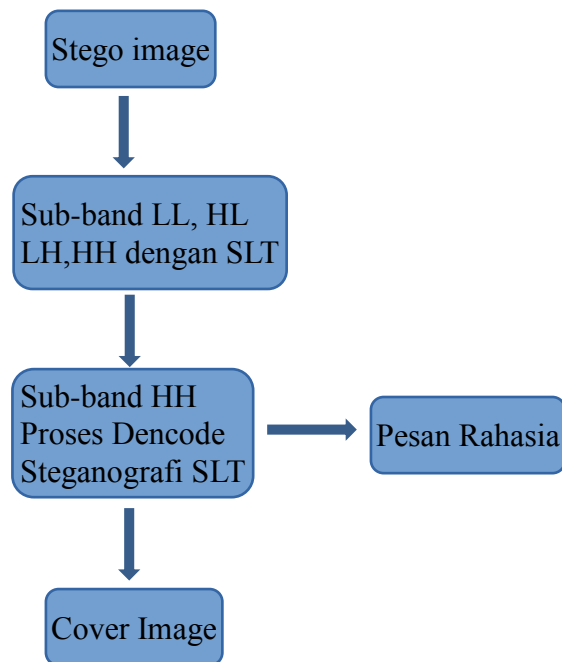 Stego image
Sub-band LL, HL
LH,HH dengan SLT
Sub-band HH
Proses Dencode
Steganografi SLT
Pesan Rahasia
Cover Image